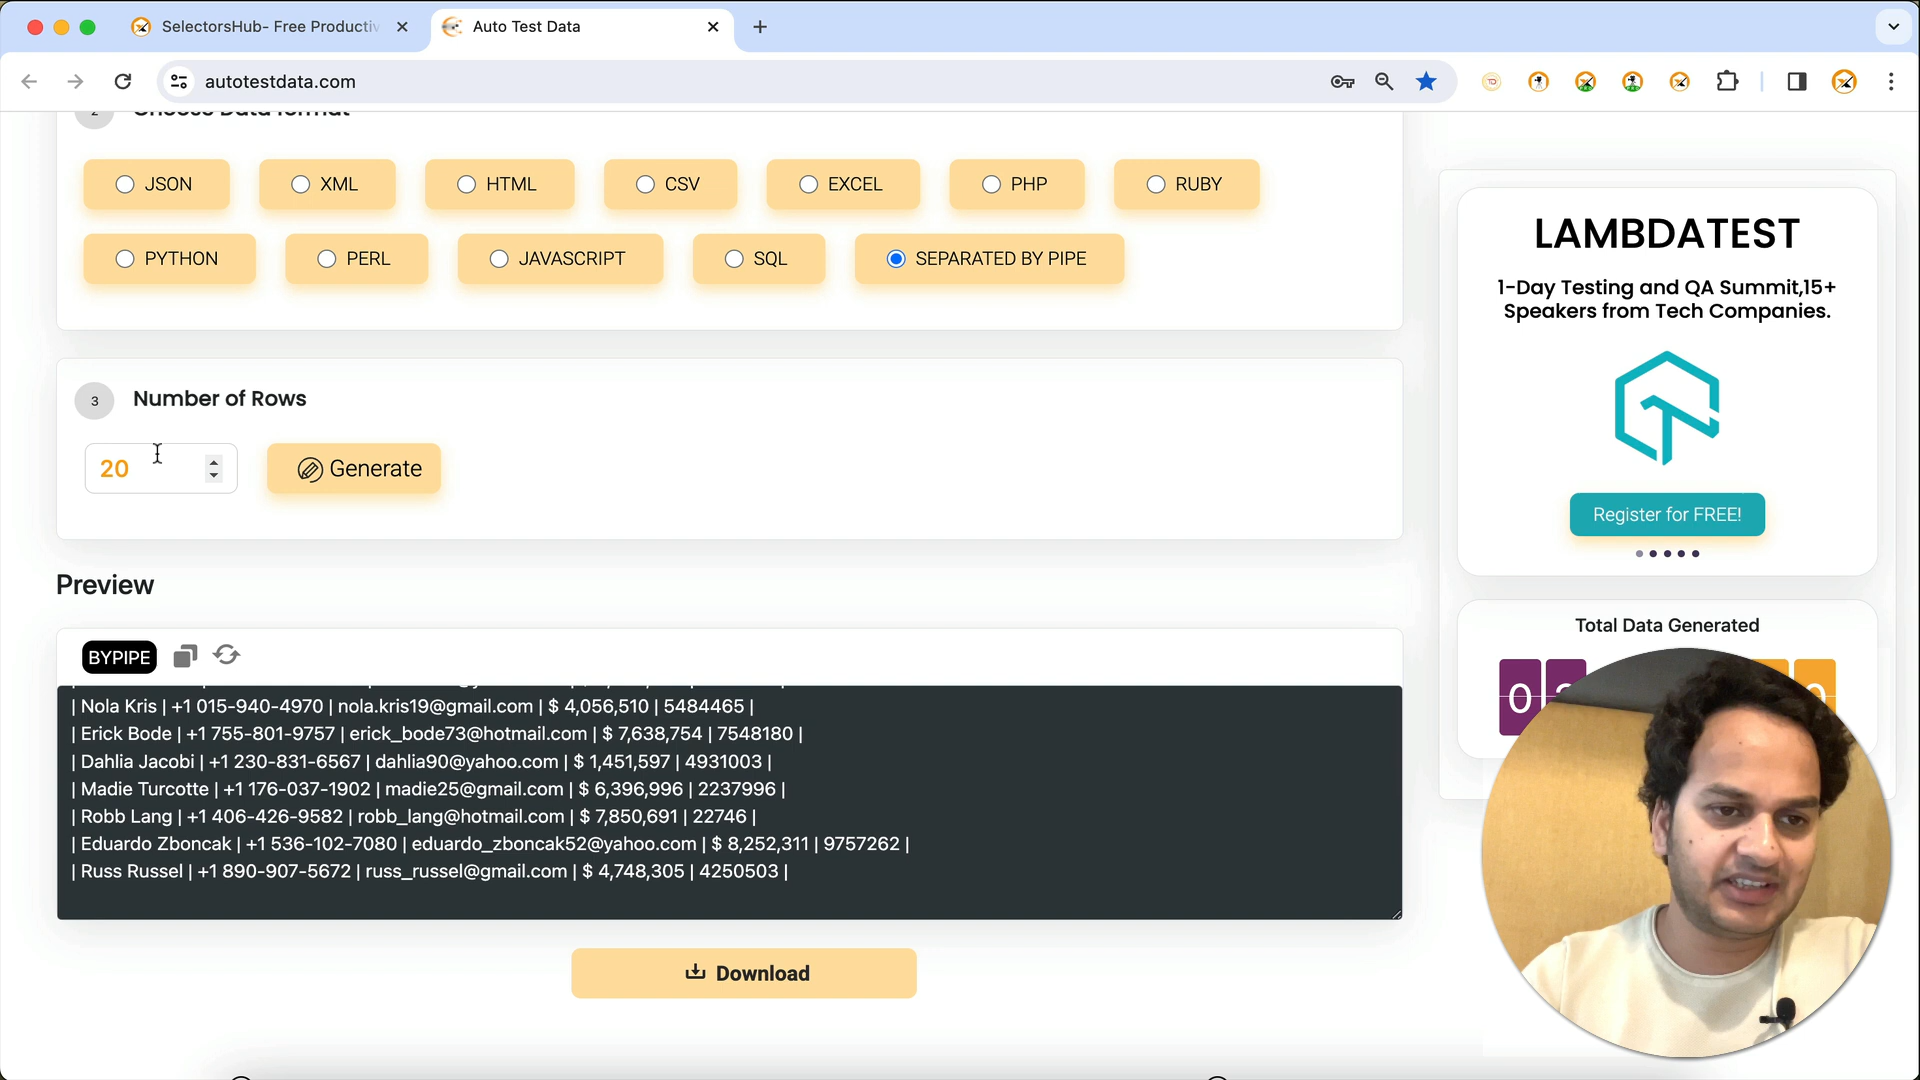 SelectorsHub- Free Productiv
Auto Test Data
autotestdata.com
2 Choose Data format
JSON
XML
HTML
CSV
EXCEL
PHP
RUBY
PYTHON
PERL
JAVASCRIPT
SQL
SEPARATED BY PIPE
3 Number of Rows
20
Generate
Preview
BYPIPE
| Nola Kris | +1 015-940-4970 | nola.kris19@gmail.com | $ 4,056,510 | 5484465 |
| Erick Bode | +1 755-801-9757 | erick_bode73@hotmail.com | $ 7,638,754 | 7548180 |
| Dahlia Jacobi | +1 230-831-6567 | dahlia90@yahoo.com | $ 1,451,597 | 4931003 |
| Madie Turcotte | +1 176-037-1902 | madie25@gmail.com | $ 6,396,996 | 2237996 |
| Robb Lang | +1 406-426-9582 | robb_lang@hotmail.com | $ 7,850,691 | 22746 |
| Eduardo Zboncak | +1 536-102-7080 | eduardo_zboncak52@yahoo.com | $ 8,252,311 | 9757262 |
| Russ Russel | +1 890-907-5672 | russ_russel@gmail.com | $ 4,748,305 | 4250503 |
Download
LAMBDATEST
1-Day Testing and QA Summit,15+
Speakers from Tech Companies.
Register for FREE!
Total Data Generated
0